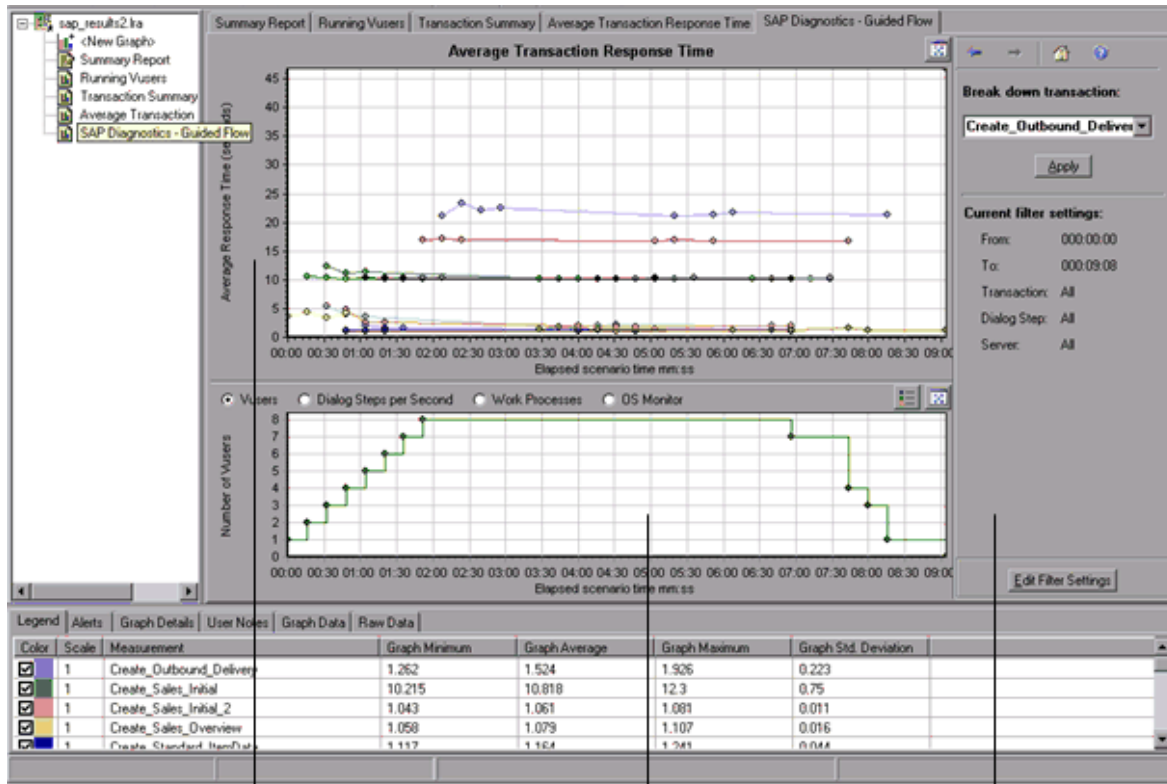 sap_results2.lra
<New Graph>
Summary Report
Running Vusers
Transaction Summary
Average Transaction
SAP Diagnostics - Guided Flow
Summary Report Running Vusers Transaction Summary Average Transaction Response Time SAP Diagnostics - Guided Flow
Average Transaction Response Time
Average Response Time (seconds)
45
40
35
30
25
20
15
10
5
0
00:00 00:30 01:00 01:30 02:00 02:30 03:00 03:30 04:00 04:30 05:00 05:30 06:00 06:30 07:00 07:30 08:00 08:30 09:00
Elapsed scenario time mm:ss
Vusers Dialog Steps per Second Work Processes OS Monitor
Number of Vusers
8
7
6
5
4
3
2
1
0
00:00 00:30 01:00 01:30 02:00 02:30 03:00 03:30 04:00 04:30 05:00 05:30 06:00 06:30 07:00 07:30 08:00 08:30 09:00
Elapsed scenario time mm:ss
Break down transaction:
Create_Outbound_Deliver
Apply
Current filter settings:
From: 000:00:00
To: 000:09:08
Transaction: All
Dialog Step: All
Server: All
Edit Filter Settings
Legend Alerts Graph Details User Notes Graph Data Raw Data
Color Scale Measurement Graph Minimum Graph Average Graph Maximum Graph Std. Deviation
1 Create_Outbound_Delivery 1.262 1.524 1.926 0.223
1 Create_Sales_Initial 10.215 10.818 12.3 0.75
1 Create_Sales_Initial_2 1.043 1.061 1.081 0.011
1 Create_Sales_Overview 1.058 1.079 1.107 0.016
1 Create_Standard_ItemData 1.117 1.164 1.241 0.044